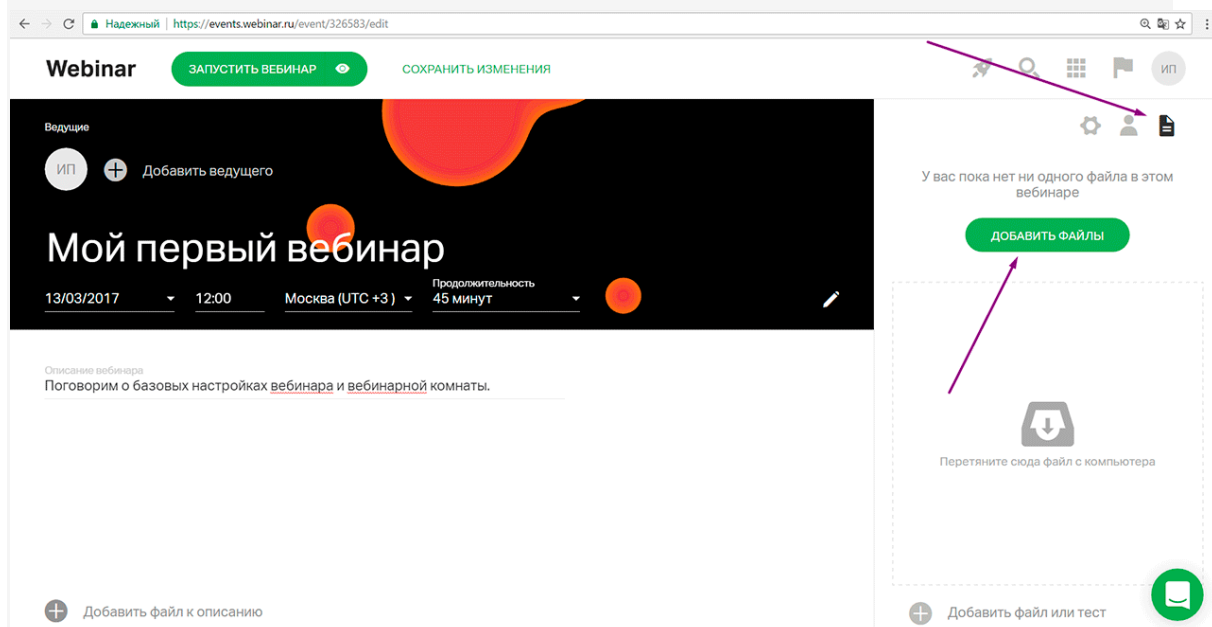 Надежный https://events.webinar.ru/event/326583/edit
Webinar
ЗАПУСТИТЬ ВЕБИНАР
СОХРАНИТЬ ИЗМЕНЕНИЯ
ИП
Ведущие
ИП
Добавить ведущего
Мой первый вебинар
13/03/2017
12:00
Москва (UTC +3 )
Продолжительность
45 минут
Описание вебинара
Поговорим о базовых настройках вебинара и вебинарной комнаты.
Добавить файл к описанию
У вас пока нет ни одного файла в этом
вебинаре
ДОБАВИТЬ ФАЙЛЫ
Перетяните сюда файл с компьютера
Добавить файл или тест